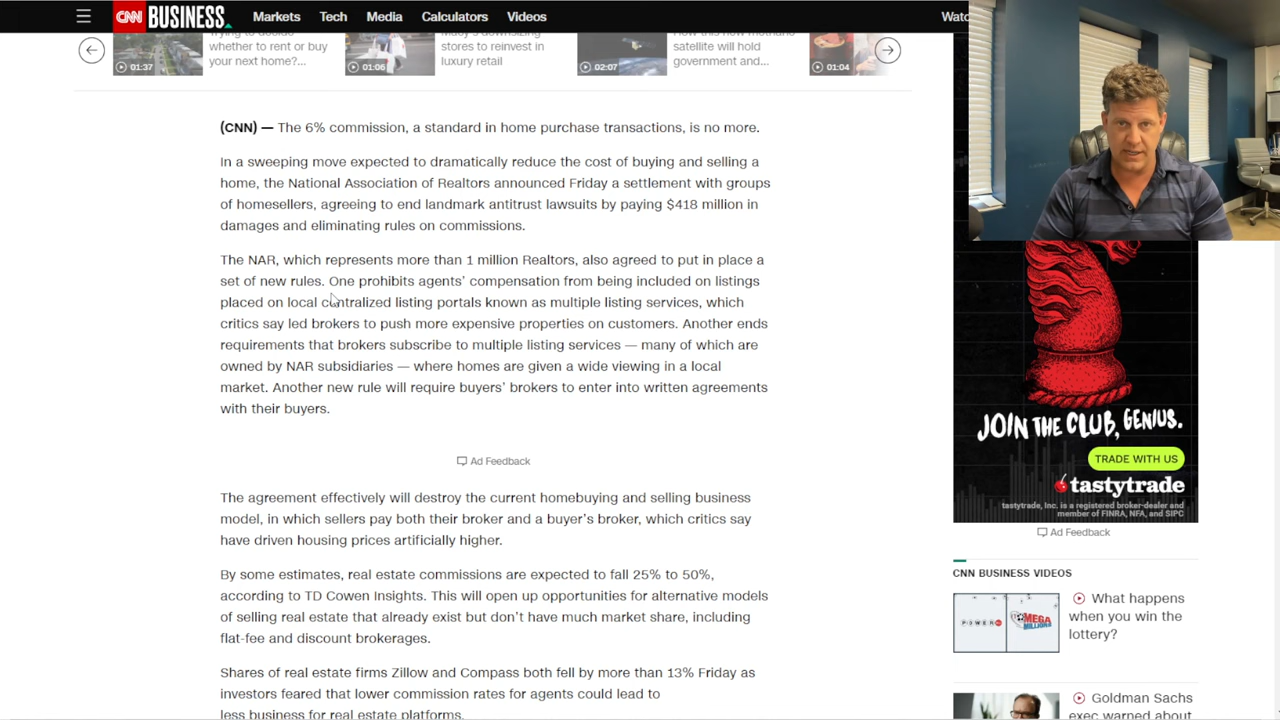 CNN BUSINESS
Markets
Tech
Media
Calculators
Videos
whether to rent or buy
your next home?...
01:37
stores to reinvest in
luxury retail
01:06
satellite will hold
government and...
02:07
01:04
(CNN) — The 6% commission, a standard in home purchase transactions, is no more.
In a sweeping move expected to dramatically reduce the cost of buying and selling a
home, the National Association of Realtors announced Friday a settlement with groups
of homesellers, agreeing to end landmark antitrust lawsuits by paying $418 million in
damages and eliminating rules on commissions.
The NAR, which represents more than 1 million Realtors, also agreed to put in place a
set of new rules. One prohibits agents’ compensation from being included on listings
placed on local centralized listing portals known as multiple listing services, which
critics say led brokers to push more expensive properties on customers. Another ends
requirements that brokers subscribe to multiple listing services — many of which are
owned by NAR subsidiaries — where homes are given a wide viewing in a local
market. Another new rule will require buyers’ brokers to enter into written agreements
with their buyers.
Ad Feedback
The agreement effectively will destroy the current homebuying and selling business
model, in which sellers pay both their broker and a buyer’s broker, which critics say
have driven housing prices artificially higher.
By some estimates, real estate commissions are expected to fall 25% to 50%,
according to TD Cowen Insights. This will open up opportunities for alternative models
of selling real estate that already exist but don’t have much market share, including
flat-fee and discount brokerages.
Shares of real estate firms Zillow and Compass both fell by more than 13% Friday as
investors feared that lower commission rates for agents could lead to
less business for real estate platforms.
JOIN THE CLUB, GENIUS.
TRADE WITH US
tastytrade
tastytrade, Inc. is a registered broker-dealer and
member of FINRA, NFA, and SIPC
Ad Feedback
CNN BUSINESS VIDEOS
What happens
when you win the
lottery?
POWER
MEGA
MILLIONS
Goldman Sachs
exec warned about